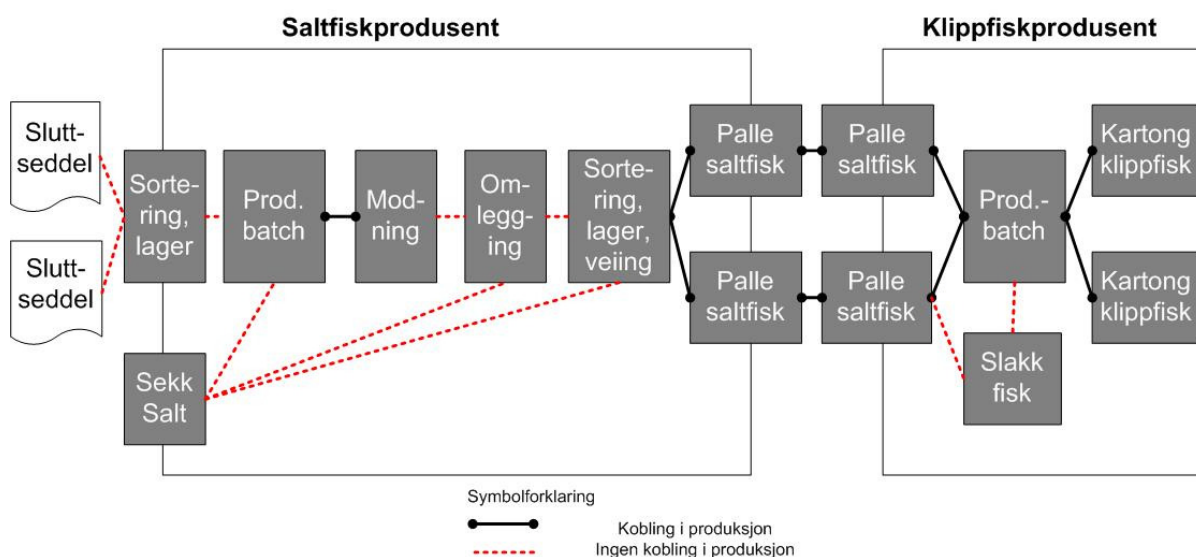 Saltfiskprodusent
Klippfiskprodusent
Slutt-
seddel
Slutt-
seddel
Sorte-
ring,
lager
Prod.
batch
Mod-
ning
Om-
legg-
ing
Sorte-
ring,
lager,
veiing
Palle
saltfisk
Palle
saltfisk
Palle
saltfisk
Palle
saltfisk
Prod.-
batch
Kartong
klippfisk
Kartong
klippfisk
Sekk
Salt
Slakk
fisk
Symbolforklaring
Kobling i produksjon
Ingen kobling i produksjon